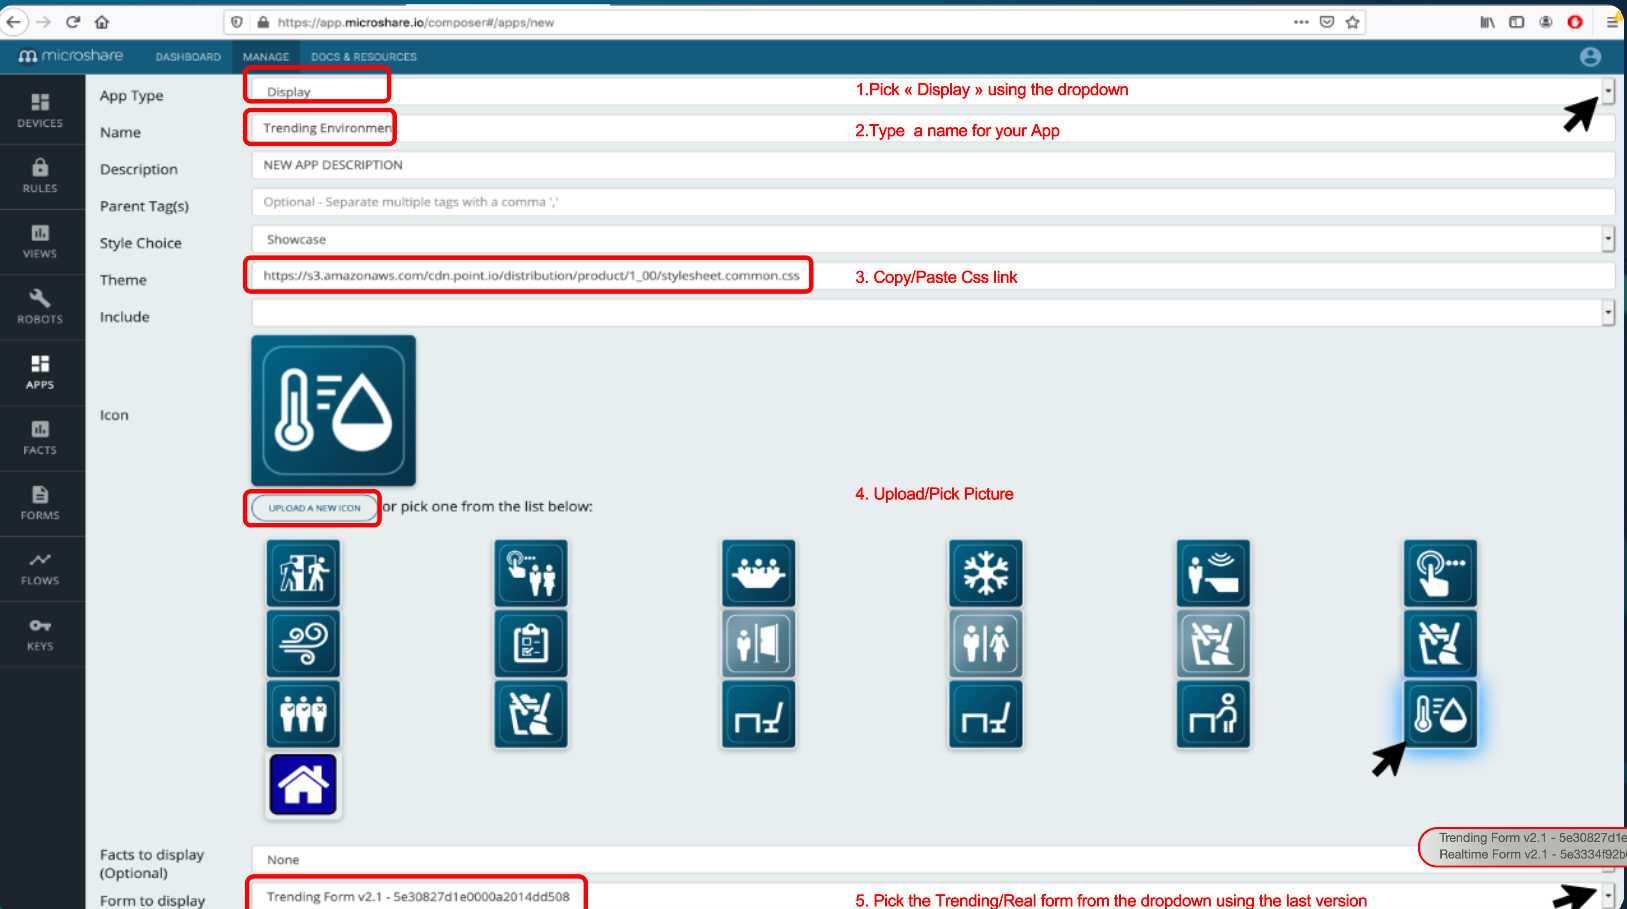 https://app.microshare.io/composer#/apps/new
microshare DASHBOARD MANAGE DOCS & RESOURCES
DEVICES
RULES
VIEWS
ROBOTS
APPS
FACTS
FORMS
FLOWS
KEYS
App Type Display 1.Pick « Display » using the dropdown
Name Trending Environmen 2.Type a name for your App
Description NEW APP DESCRIPTION
Parent Tag(s) Optional - Separate multiple tags with a comma ','
Style Choice Showcase
Theme https://s3.amazonaws.com/cdn.point.io/distribution/product/1_00/stylesheet.common.css 3. Copy/Paste Css link
Include
Icon
4. Upload/Pick Picture
UPLOAD A NEW ICON or pick one from the list below:
Trending Form v2.1 - 5e30827d1e
Realtime Form v2.1 - 5e3334f92b
Facts to display
(Optional)
None
Form to display Trending Form v2.1 - 5e30827d1e0000a2014dd508 5. Pick the Trending/Real form from the dropdown using the last version